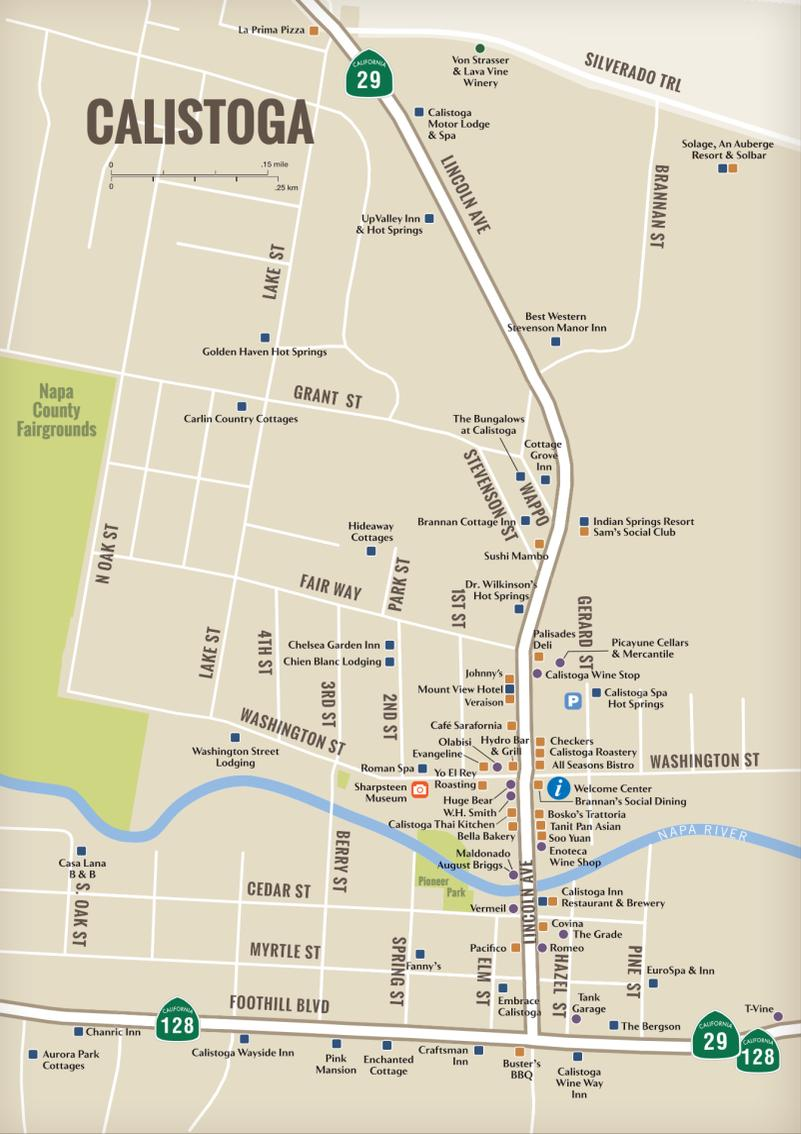 La Prima Pizza
CALIFORNIA
29
Von Strasser
& Lava Vine
Winery
SILVERADO TRL
CALISTOGA
0
.15 mile
0
.25 km
Calistoga
Motor Lodge
& Spa
Solage, An Auberge
Resort & Solbar
LINCOLN AVE
BRANNAN ST
UpValley Inn
& Hot Springs
LAKE ST
Best Western
Stevenson Manor Inn
Golden Haven Hot Springs
Napa
County
Fairgrounds
GRANT ST
Carlin Country Cottages
The Bungalows
at Calistoga
Cottage
Grove
Inn
STEVENSON ST
WAPPO
Brannan Cottage Inn
Indian Springs Resort
Sam's Social Club
Sushi Mambo
N OAK ST
Hideaway
Cottages
FAIR WAY
PARK ST
1ST ST
Dr. Wilkinson's
Hot Springs
GERARD ST
LAKE ST
4TH ST
Chelsea Garden Inn
Chien Blanc Lodging
3RD ST
2ND ST
Palisades
Deli
Picayune Cellars
& Mercantile
Calistoga Wine Stop
Johnny's
Mount View Hotel
Veraison
P
Calistoga Spa
Hot Springs
WASHINGTON ST
Washington Street
Lodging
Café Sarafornia
Olabisi
Evangeline
Hydro Bar
& Grill
Checkers
Calistoga Roastery
All Seasons Bistro
WASHINGTON ST
Roman Spa
Yo El Rey
Roasting
Sharpsteen
Museum
i
Welcome Center
Brannan's Social Dining
Huge Bear
W.H. Smith
Calistoga Thai Kitchen
Bella Bakery
Bosko's Trattoria
Tanit Pan Asian
Soo Yuan
Enoteca
Wine Shop
NAPA RIVER
Casa Lana
B & B
S. OAK ST
BERRY ST
Maldonado
August Briggs
Pioneer
Park
LINCOLN AVE
CEDAR ST
Vermeil
Calistoga Inn
Restaurant & Brewery
Covina
The Grade
MYRTLE ST
SPRING ST
Fanny's
Pacifico
Romeo
ELM ST
HAZEL ST
PINE ST
EuroSpa & Inn
Embrace
Calistoga
Tank
Garage
The Bergson
T-Vine
FOOTHILL BLVD
CALIFORNIA
128
Chanric Inn
Aurora Park
Cottages
Calistoga Wayside Inn
Pink
Mansion
Enchanted
Cottage
Craftsman
Inn
Buster's
BBQ
Calistoga
Wine Way
Inn
CALIFORNIA
29
CALIFORNIA
128